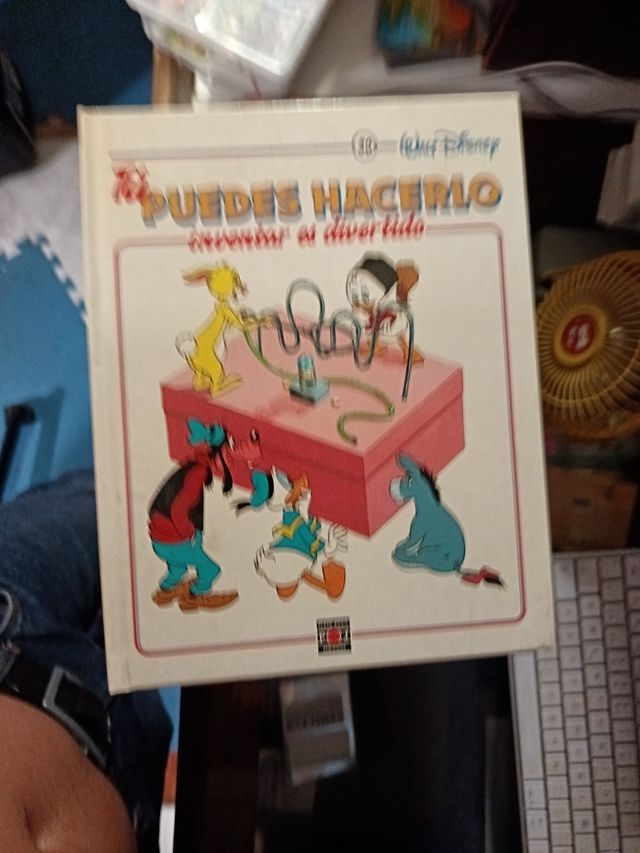 WALT DISNEY
Tú
PUEDES HACERLO
inventar es divertido